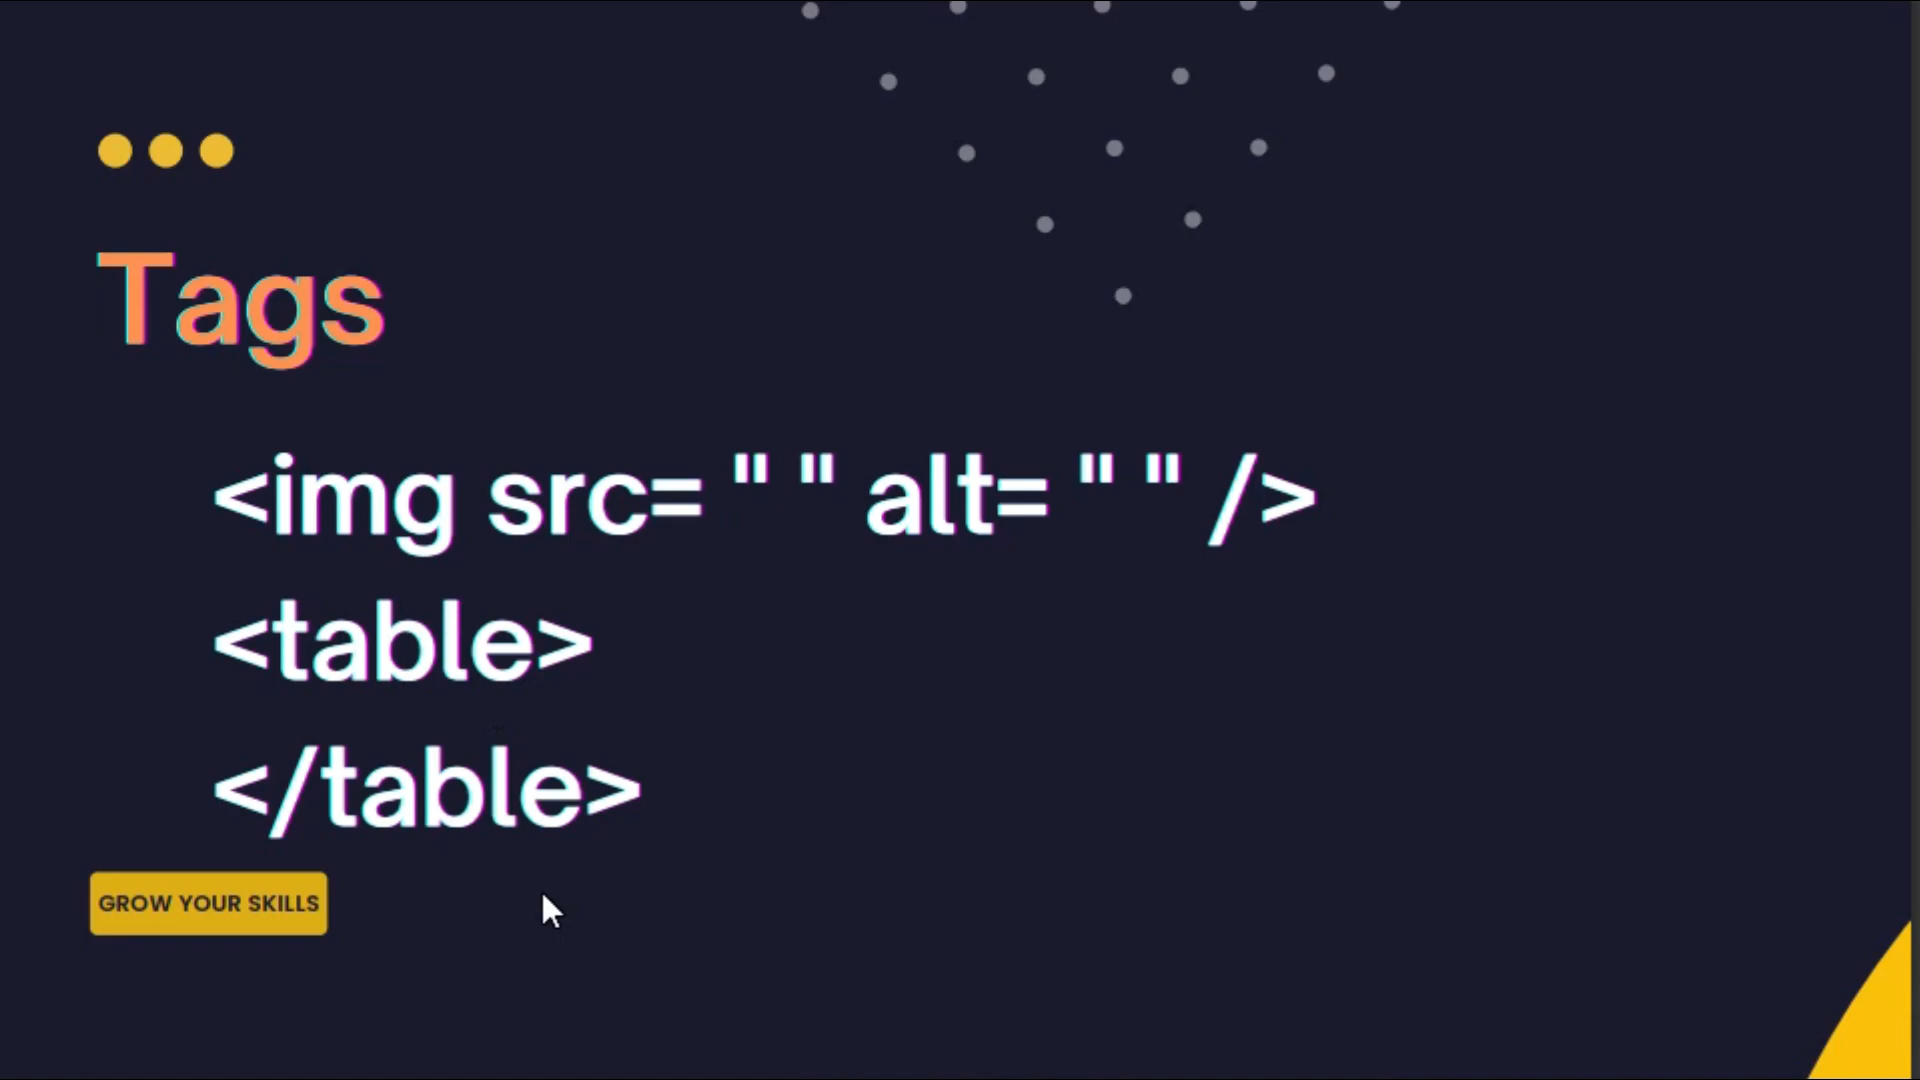 Tags
<img src= " " alt= " " />
<table>
</table>
GROW YOUR SKILLS